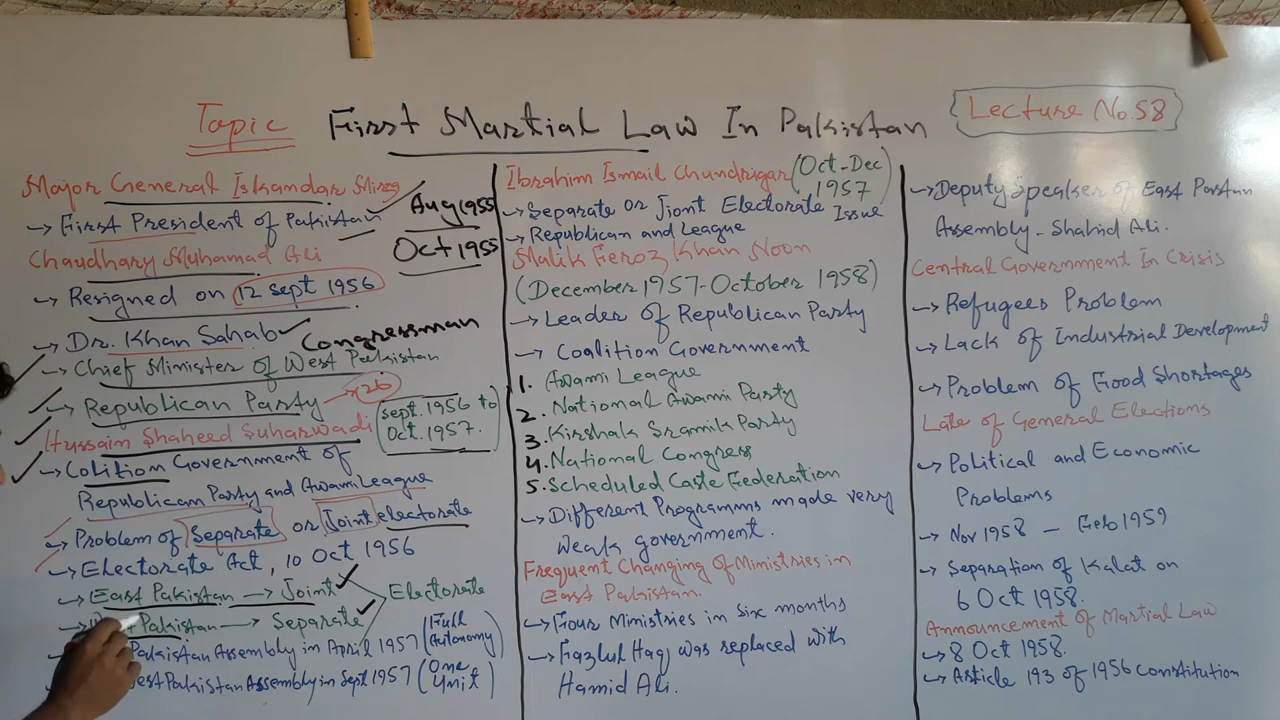 Topic First Martial Law In Pakistan
Lecture No.58
Major General Iskandar Mirza
→ First President of Pakistan
Aug 1955
Oct 1955
Chaudhary Muhamad Ali
→ Resigned on 12 sept 1956
→ Dr. Khan Sahab
Congressman
→ Chief Minister of West Pakistan
→ Republican Party → 26
Hussain Shaheed Suharwadi
sept. 1956 to
Oct. 1957.
→ Colition Government of
Republican Party and Awami League
→ Problem of Separate or Joint electorate
→ Electorate Act, 10 Oct 1956
→ East Pakistan → Joint
Electorate
→ Pakistan → Separate
Pakistan Assembly in April 1957 (Full
Autonomy)
est Pakistan Assembly in Sept 1957 (One
Unit)
Ibrahim Ismail Chundrigar (Oct-Dec
1957)
→ Separate or Jiont Electorate Issue
→ Republican and League
Malik Feroz Khan Noon
(December 1957-October 1958)
→ Leader of Republican Party
→ Coalition Government
1. Awami League
2. National Awami Party
3. Kirshak Sramik Party
4. National Congress
5. Scheduled Caste Federation
→ Different Programms made very
weak government.
Frequent Changing of Ministries in
East Pakistan.
→ Four Ministries in Six months
→ Fazlul Haq was replaced with
Hamid Ali.
→ Deputy Speaker of East
Assembly - Shahid Ali.
Central Government In Crisis
→ Refugees Problem
→ Lack of Industrial Development
→ Problem of Food Shortages
Late of General Elections
→ Political and Economic
Problems
→ Nov 1958 - Feb 1959
→ Separation of Kalat on
6 Oct 1958.
Announcement of Martial Law
→ 8 Oct 1958.
→ Article 193 of 1956 Constitution